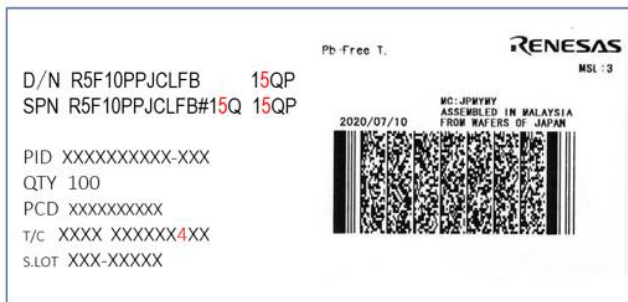 Pb-Free T.
RENESAS
MSL:3
D/N R5F10PPJCLFB 15QP
SPN R5F10PPJCLFB#15Q 15QP
MC:JPMYMY
ASSEMBLED IN MALAYSIA
2020/07/10 FROM WAFERS OF JAPAN
PID XXXXXXXXXX-XXX
QTY 100
PCD XXXXXXXXXX
T/C XXXX XXXXXX4XX
S.LOT XXX-XXXXX